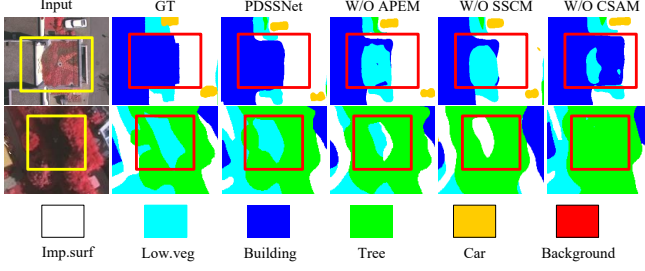 Input GT PDSSNet W/O APEM W/O SSCM W/O CSAM
Imp.surf Low.veg Building Tree Car Background